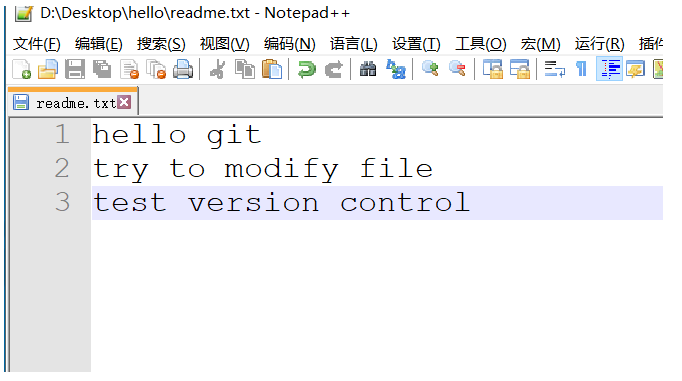 D:\Desktop\hello\readme.txt - Notepad++
文件(F) 编辑(E) 搜索(S) 视图(V) 编码(N) 语言(L) 设置(T) 工具(O) 宏(M) 运行(R) 插件
readme.txt
1 hello git
2 try to modify file
3 test version control